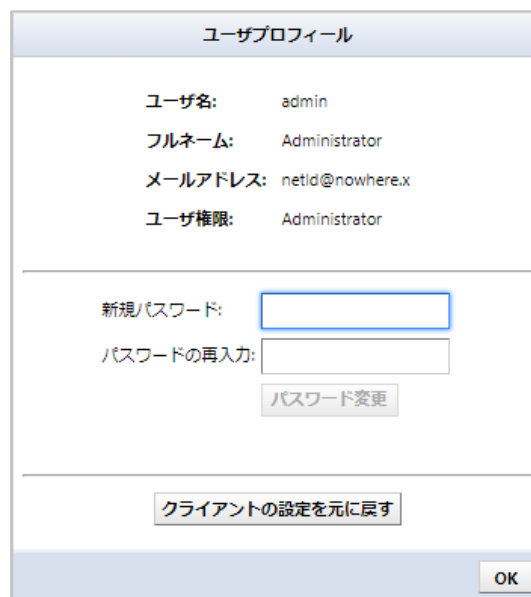 ユーザプロフィール
ユーザ名: admin
フルネーム: Administrator
メールアドレス: netld@nowhere.x
ユーザ権限: Administrator
新規パスワード:
パスワードの再入力:
パスワード変更
クライアントの設定を元に戻す
OK